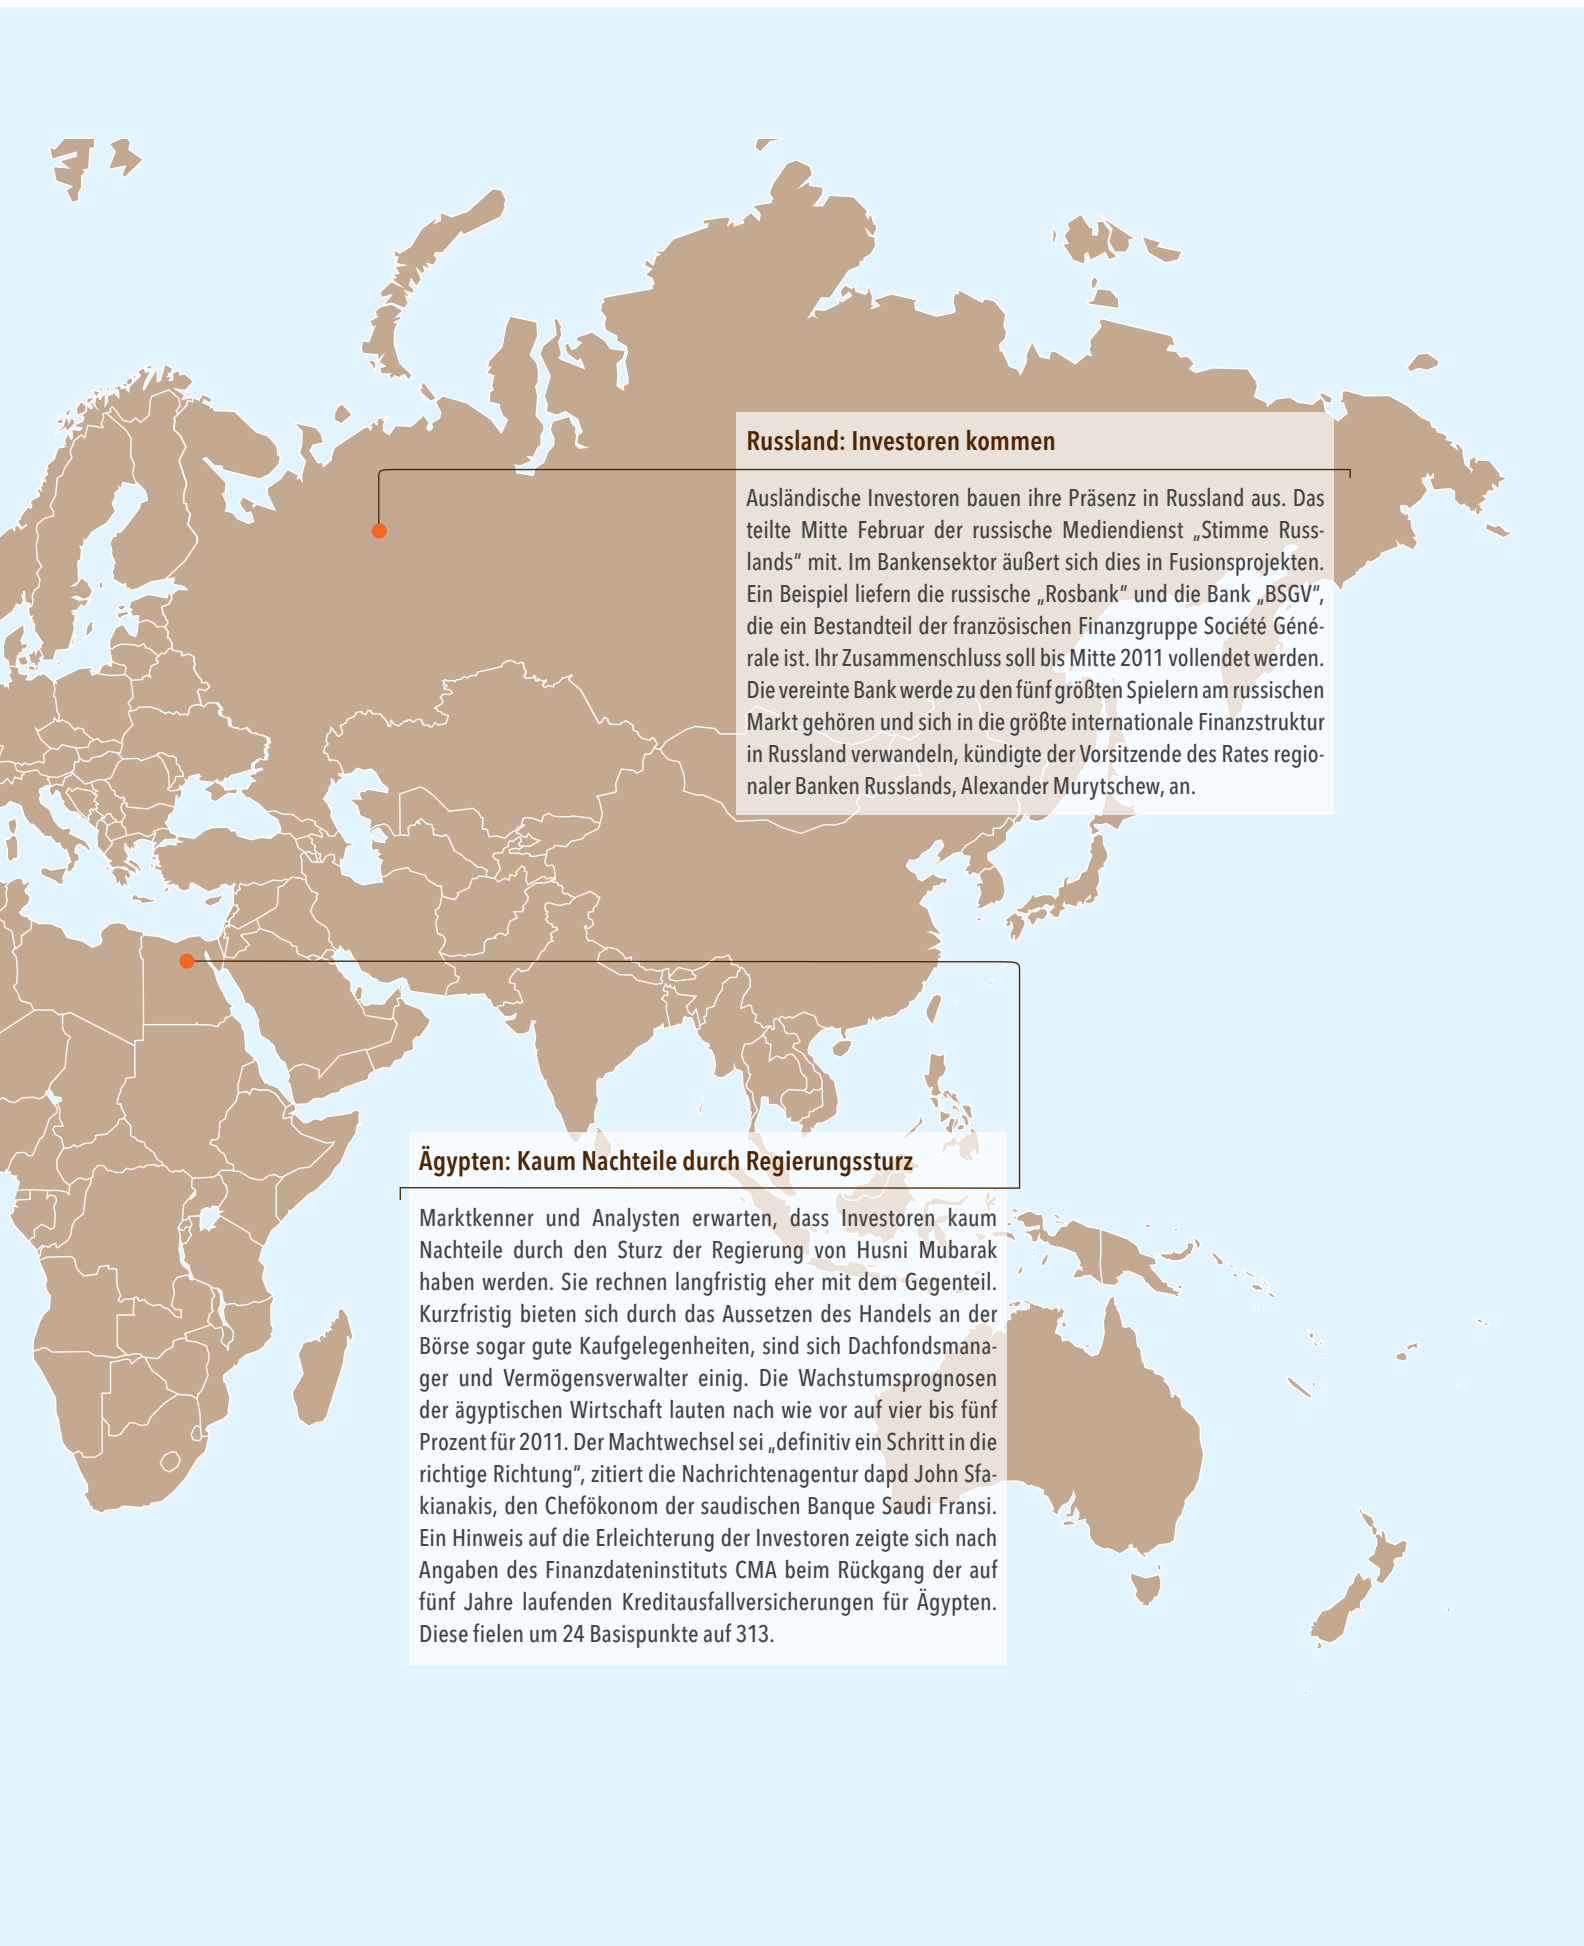 Russland: Investoren kommen
Ausländische Investoren bauen ihre Präsenz in Russland aus. Das
teilte Mitte Februar der russische Mediendienst „Stimme Russ-
lands“ mit. Im Bankensektor äußert sich dies in Fusionsprojekten.
Ein Beispiel liefern die russische „Rosbank“ und die Bank „BSGV“,
die ein Bestandteil der französischen Finanzgruppe Société Géné-
rale ist. Ihr Zusammenschluss soll bis Mitte 2011 vollendet werden.
Die vereinte Bank werde zu den fünf größten Spielern am russischen
Markt gehören und sich in die größte internationale Finanzstruktur
in Russland verwandeln, kündigte der Vorsitzende des Rates regio-
naler Banken Russlands, Alexander Murytschew, an.
Ägypten: Kaum Nachteile durch Regierungssturz
Marktkenner und Analysten erwarten, dass Investoren kaum
Nachteile durch den Sturz der Regierung von Husni Mubarak
haben werden. Sie rechnen langfristig eher mit dem Gegenteil.
Kurzfristig bieten sich durch das Aussetzen des Handels an der
Börse sogar gute Kaufgelegenheiten, sind sich Dachfondsmana-
ger und Vermögensverwalter einig. Die Wachstumsprognosen
der ägyptischen Wirtschaft lauten nach wie vor auf vier bis fünf
Prozent für 2011. Der Machtwechsel sei „definitiv ein Schritt in die
richtige Richtung“, zitiert die Nachrichtenagentur dapd John Sfa-
kianakis, den Chefökonom der saudischen Banque Saudi Fransi.
Ein Hinweis auf die Erleichterung der Investoren zeigte sich nach
Angaben des Finanzdateninstituts CMA beim Rückgang der auf
fünf Jahre laufenden Kreditausfallversicherungen für Ägypten.
Diese fielen um 24 Basispunkte auf 313.